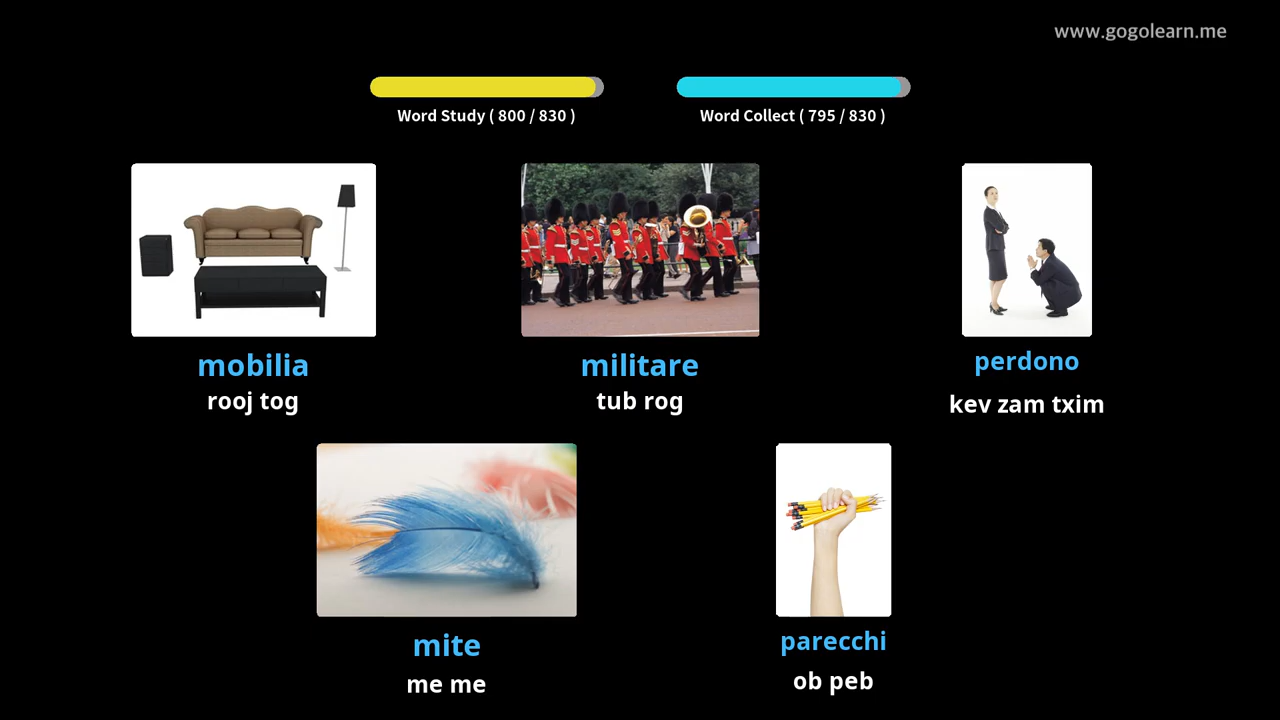 www.gogolearn.me
Word Study ( 800 / 830 )
Word Collect ( 795 / 830 )
mobilia
rooj tog
militare
tub rog
perdono
kev zam txim
mite
me me
parecchi
ob peb